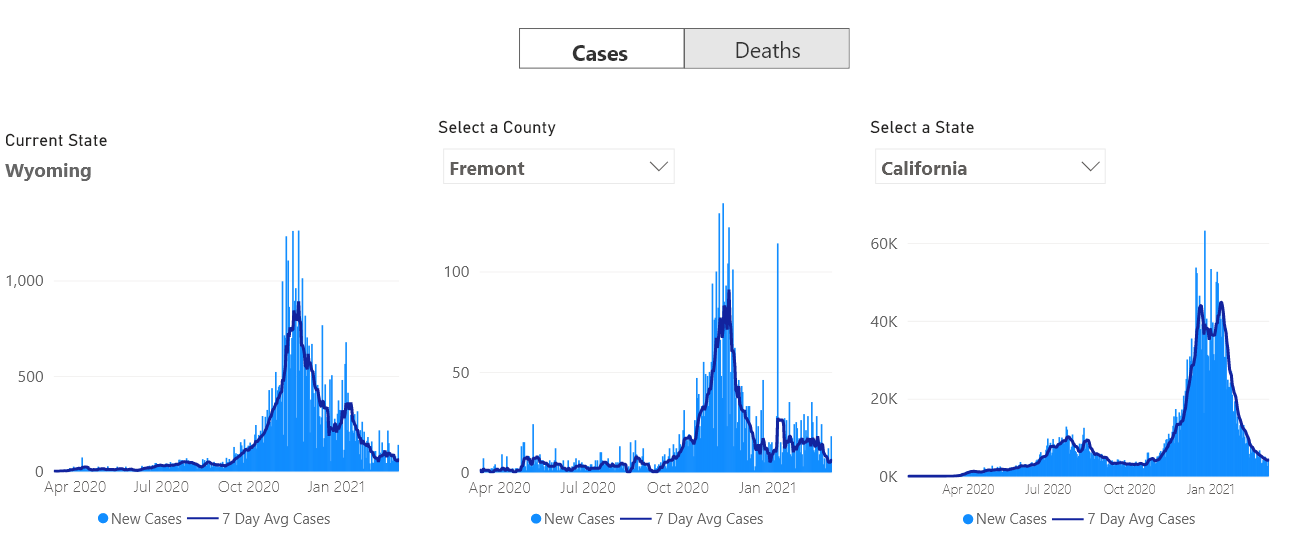 Cases
Deaths
Current State
Wyoming
1,000
500
0
Apr 2020
Jul 2020
Oct 2020
Jan 2021
New Cases
7 Day Avg Cases
Select a County
Fremont
100
50
0
Apr 2020
Jul 2020
Oct 2020
Jan 2021
New Cases
7 Day Avg Cases
Select a State
California
60K
40K
20K
0K
Apr 2020
Jul 2020
Oct 2020
Jan 2021
New Cases
7 Day Avg Cases